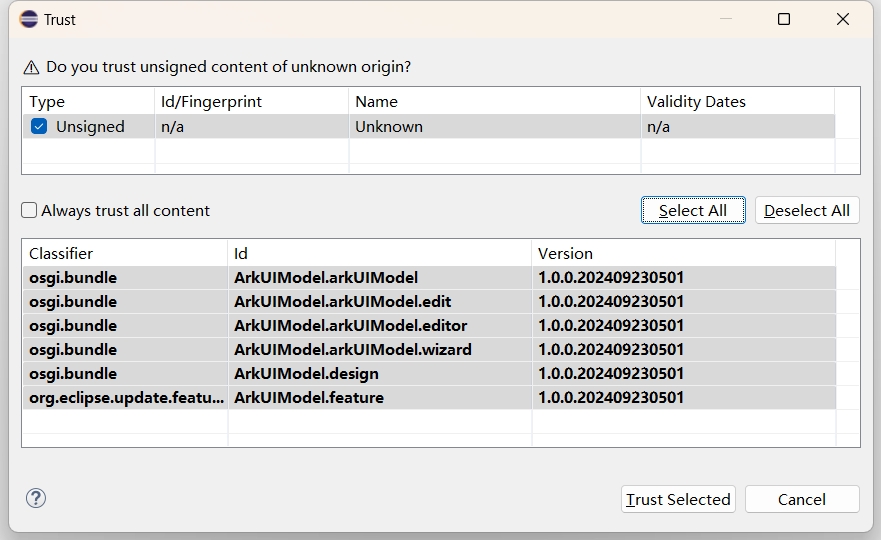 Trust
Do you trust unsigned content of unknown origin?
Type Id/Fingerprint Name Validity Dates
Unsigned n/a Unknown n/a
Always trust all content Select All Deselect All
Classifier Id Version
osgi.bundle ArkUIModel.arkUIModel 1.0.0.202409230501
osgi.bundle ArkUIModel.arkUIModel.edit 1.0.0.202409230501
osgi.bundle ArkUIModel.arkUIModel.editor 1.0.0.202409230501
osgi.bundle ArkUIModel.arkUIModel.wizard 1.0.0.202409230501
osgi.bundle ArkUIModel.design 1.0.0.202409230501
org.eclipse.update.featu... ArkUIModel.feature 1.0.0.202409230501
? Trust Selected Cancel